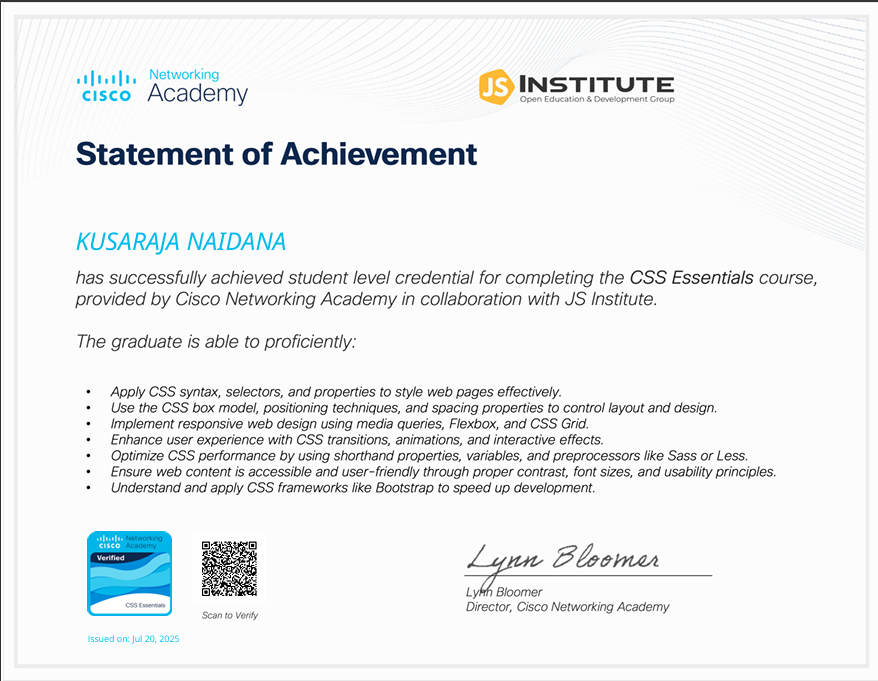 Networking
CISCO Academy
JS INSTITUTE
Open Education & Development Group
Statement of Achievement
KUSARAJA NAIDANA
has successfully achieved student level credential for completing the CSS Essentials course,
provided by Cisco Networking Academy in collaboration with JS Institute.
The graduate is able to proficiently:
• Apply CSS syntax, selectors, and properties to style web pages effectively.
• Use the CSS box model, positioning techniques, and spacing properties to control layout and design.
• Implement responsive web design using media queries, Flexbox, and CSS Grid.
• Enhance user experience with CSS transitions, animations, and interactive effects.
• Optimize CSS performance by using shorthand properties, variables, and preprocessors like Sass or Less.
• Ensure web content is accessible and user-friendly through proper contrast, font sizes, and usability principles.
• Understand and apply CSS frameworks like Bootstrap to speed up development.
Networking
CISCO Academy
Verified
CSS Essentials
Scan to Verify
Issued on: Jul 20, 2025
Lynn Bloomer
Lynn Bloomer
Director, Cisco Networking Academy